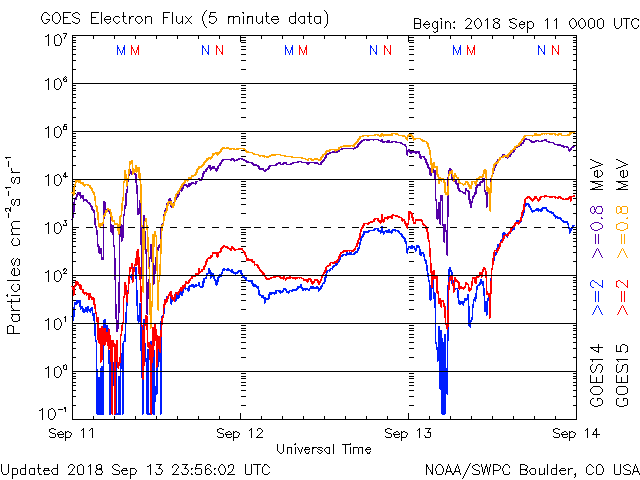 GOES Electron Flux (5 minute data)
Begin: 2018 Sep 11 0000 UTC
M M N N M M N N M M N N
10⁷
10⁶
10⁵
10⁴
10³
10²
10¹
10⁰
10⁻¹
Particles cm⁻²s⁻¹sr⁻¹
GOES14 >=2 >=0.8 MeV
GOES15 >=2 >=0.8 MeV
Sep 11 Sep 12 Sep 13 Sep 14
Universal Time
Updated 2018 Sep 13 23:56:02 UTC
NOAA/SWPC Boulder, CO USA